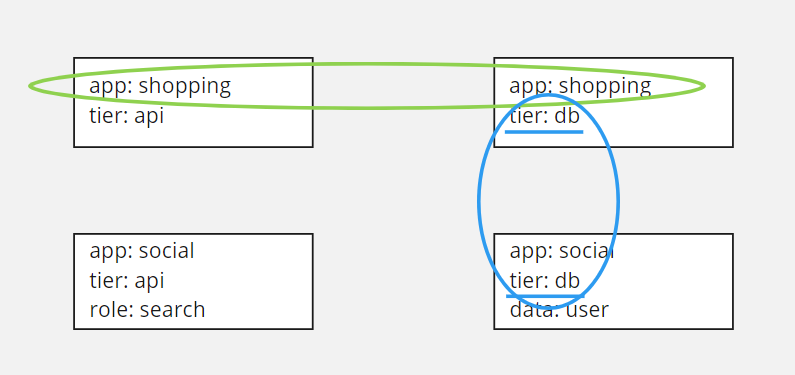 app: shopping
tier: api
app: shopping
tier: db
app: social
tier: api
role: search
app: social
tier: db
data: user